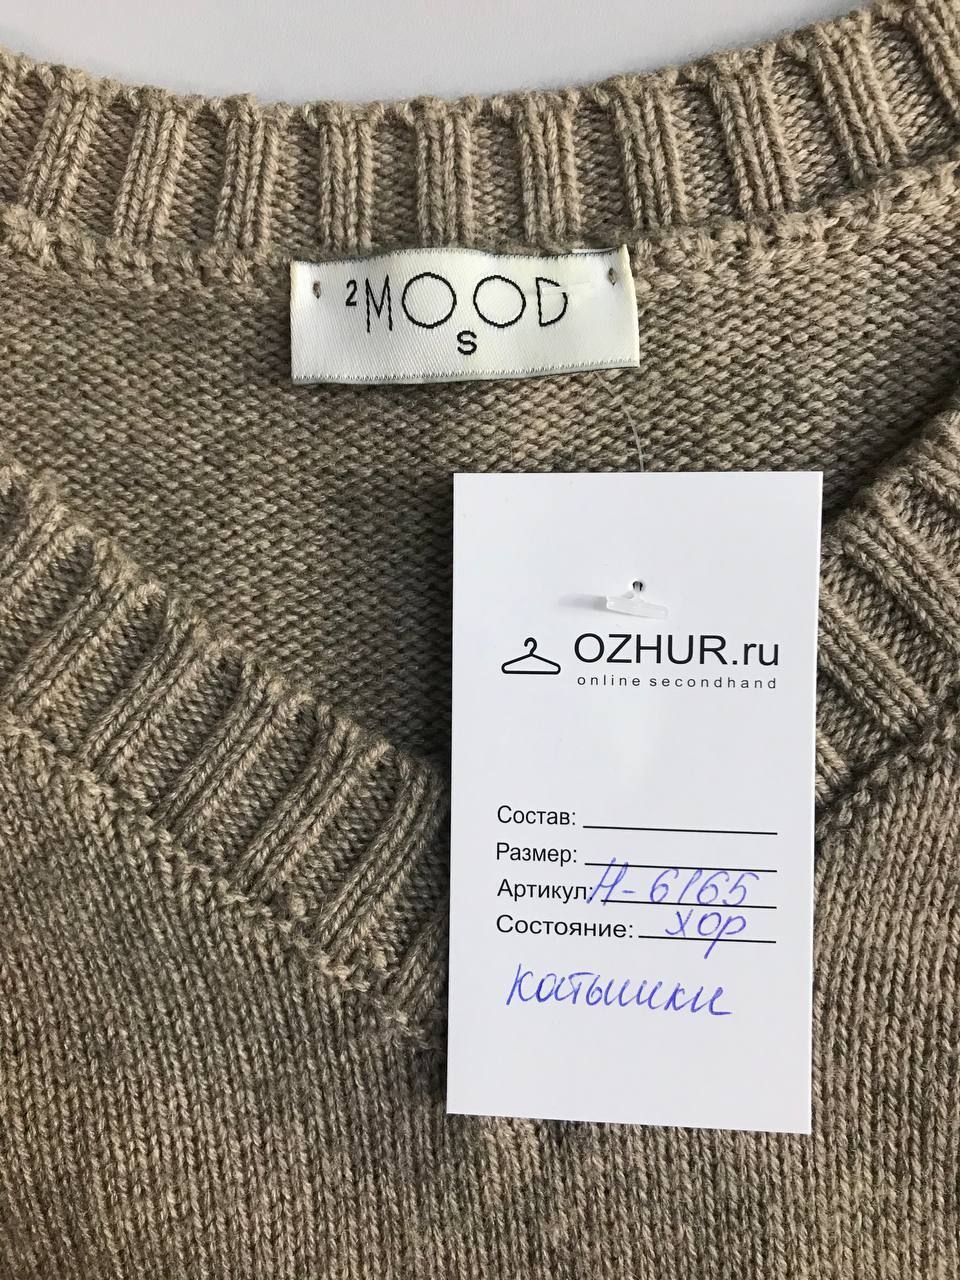 2MOOD
S
OZHUR.ru
online secondhand
Состав:
Размер:
Артикул: Н-6165
Состояние: хор
катышки